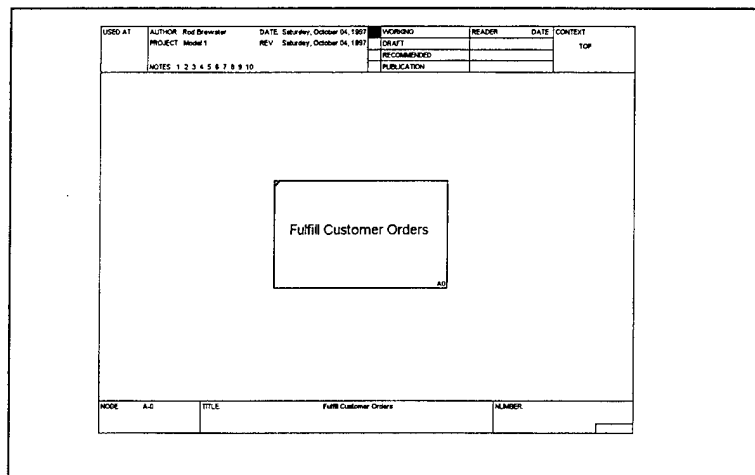 USED AT AUTHOR Rod Brewster DATE Saturday, October 04, 1997 WORKING READER DATE CONTEXT
PROJECT Model 1 REV Saturday, October 04, 1997 DRAFT TOP
RECOMMENDED
NOTES 1 2 3 4 5 6 7 8 9 10 PUBLICATION
Fulfill Customer Orders
A0
NODE A-0 TITLE Fulfill Customer Orders NUMBER